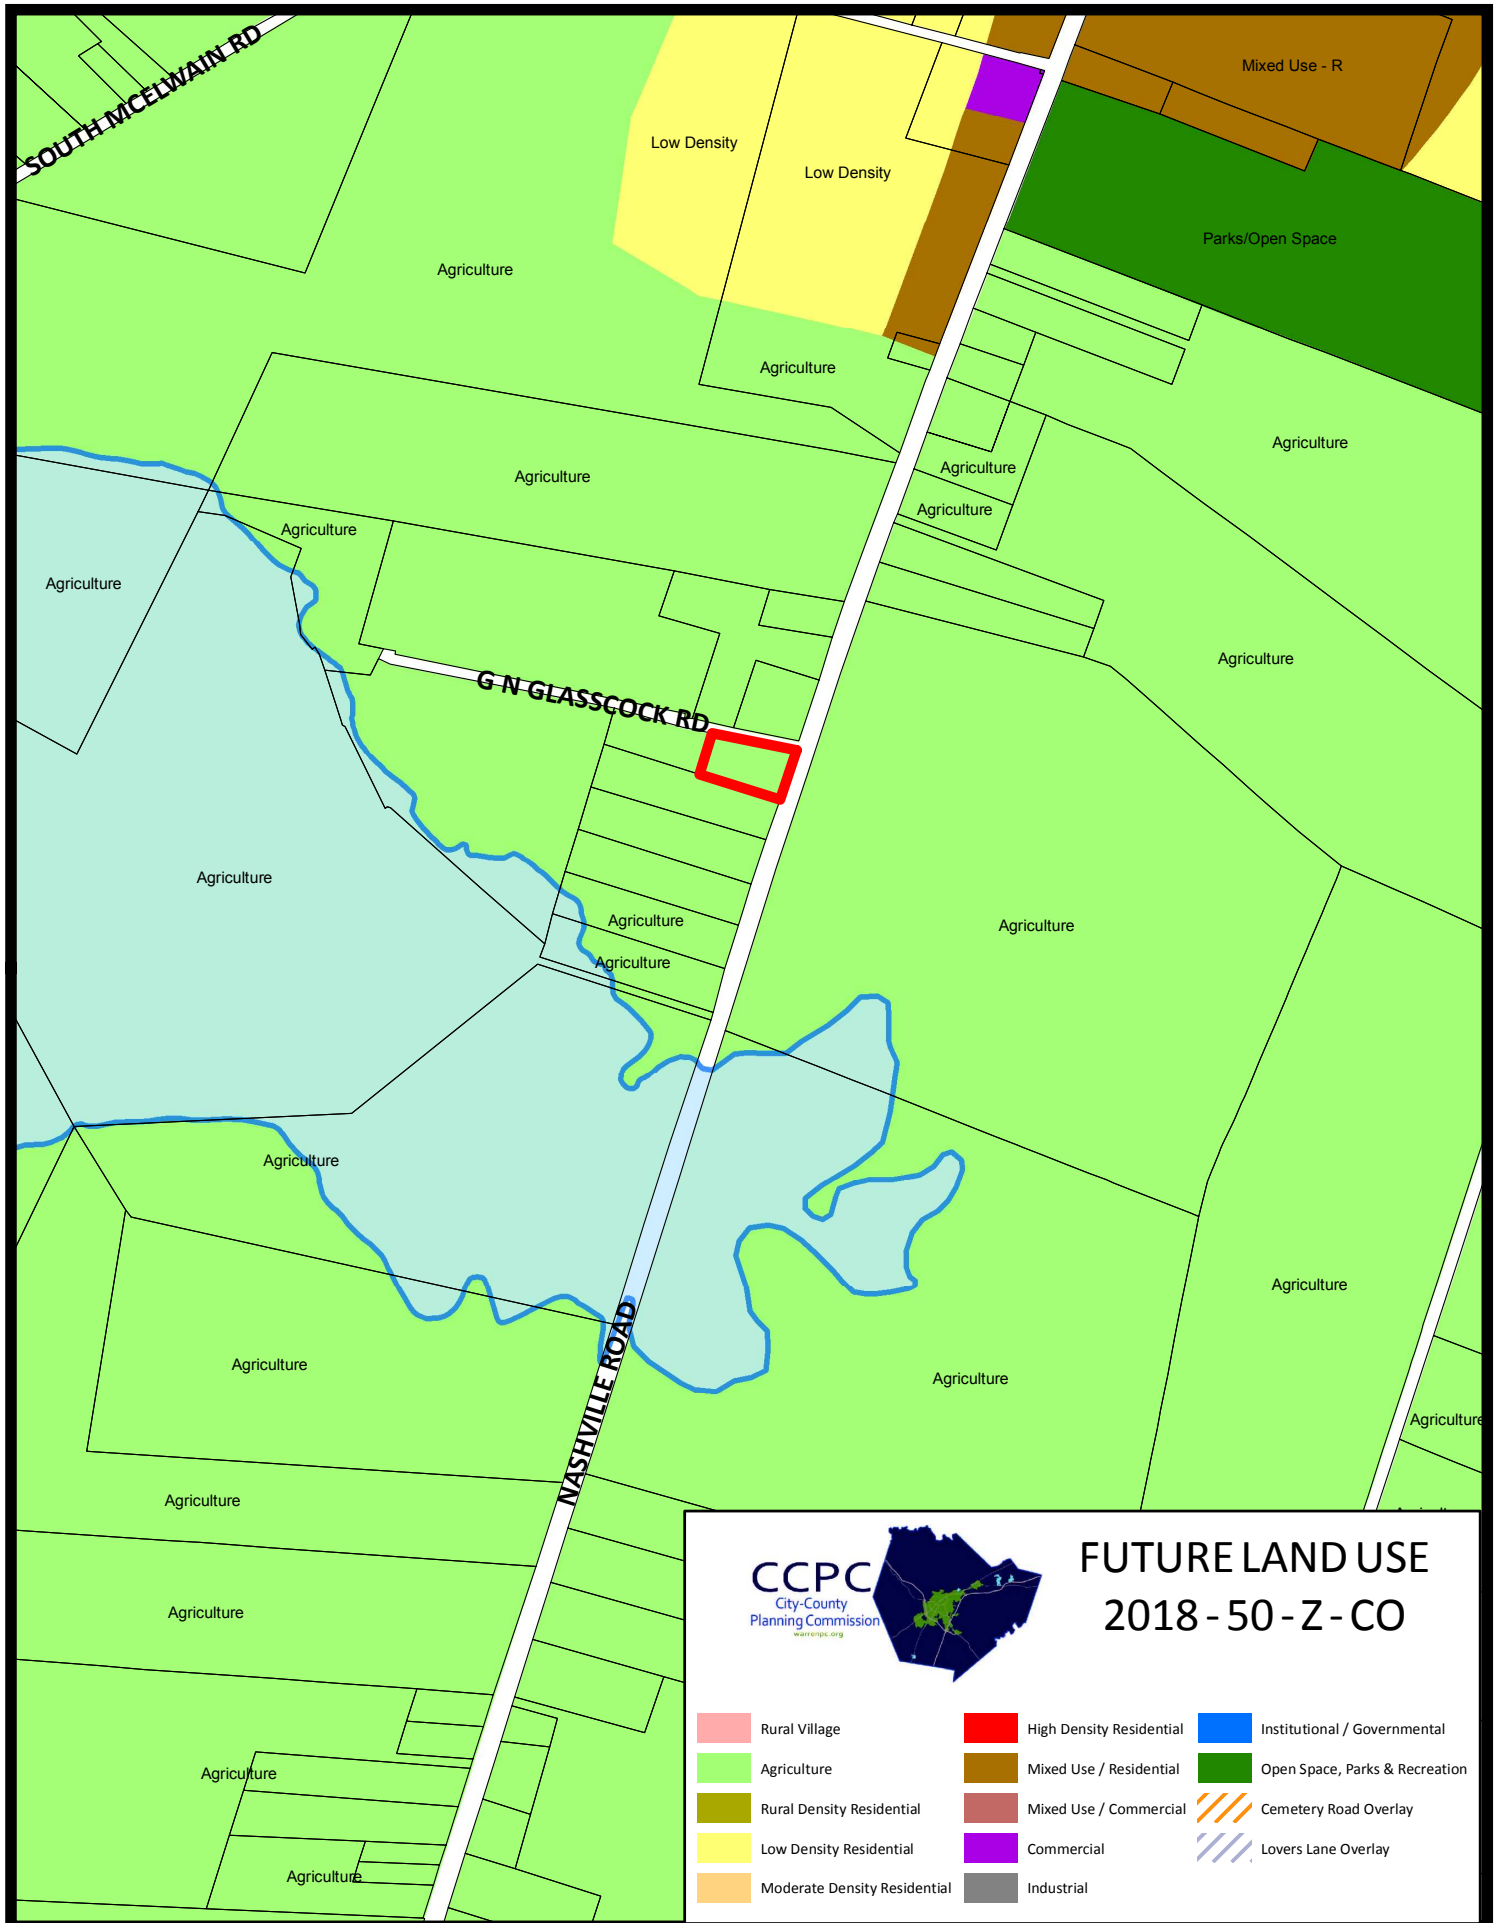 SOUTH MCELWAIN RD
Mixed Use - R
Low Density
Low Density
Parks/Open Space
Agriculture
Agriculture
Agriculture
Agriculture
Agriculture
Agriculture
Agriculture
Agriculture
Agriculture
Agriculture
G N GLASSCOCK RD
Agriculture
Agriculture
Agriculture
Agriculture
Agriculture
Agriculture
NASHVILLE ROAD
Agriculture
Agriculture
Agriculture
Agriculture
Agriculture
Agriculture
Agriculture
CCPC
City-County
Planning Commission
warrenpc.org
FUTURE LAND USE
2018-50-Z-CO
Rural Village
Agriculture
Rural Density Residential
Low Density Residential
Moderate Density Residential
High Density Residential
Mixed Use / Residential
Mixed Use / Commercial
Commercial
Industrial
Institutional / Governmental
Open Space, Parks & Recreation
Cemetery Road Overlay
Lovers Lane Overlay